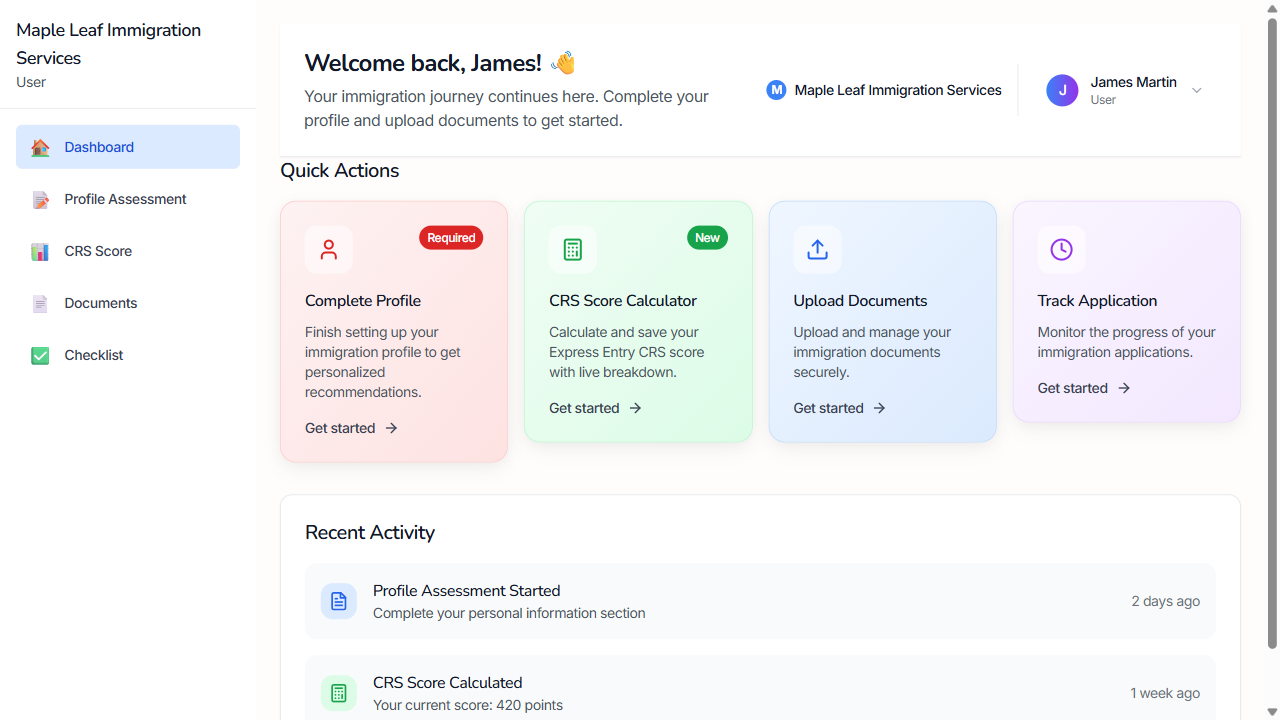 Maple Leaf Immigration
Services
User
Dashboard
Profile Assessment
CRS Score
Documents
Checklist
Welcome back, James! 👋
Your immigration journey continues here. Complete your
profile and upload documents to get started.
M Maple Leaf Immigration Services
J
James Martin
User
Quick Actions
Required
Complete Profile
Finish setting up your
immigration profile to get
personalized
recommendations.
Get started →
New
CRS Score Calculator
Calculate and save your
Express Entry CRS score
with live breakdown.
Get started →
Upload Documents
Upload and manage your
immigration documents
securely.
Get started →
Track Application
Monitor the progress of your
immigration applications.
Get started →
Recent Activity
Profile Assessment Started
Complete your personal information section
2 days ago
CRS Score Calculated
Your current score: 420 points
1 week ago